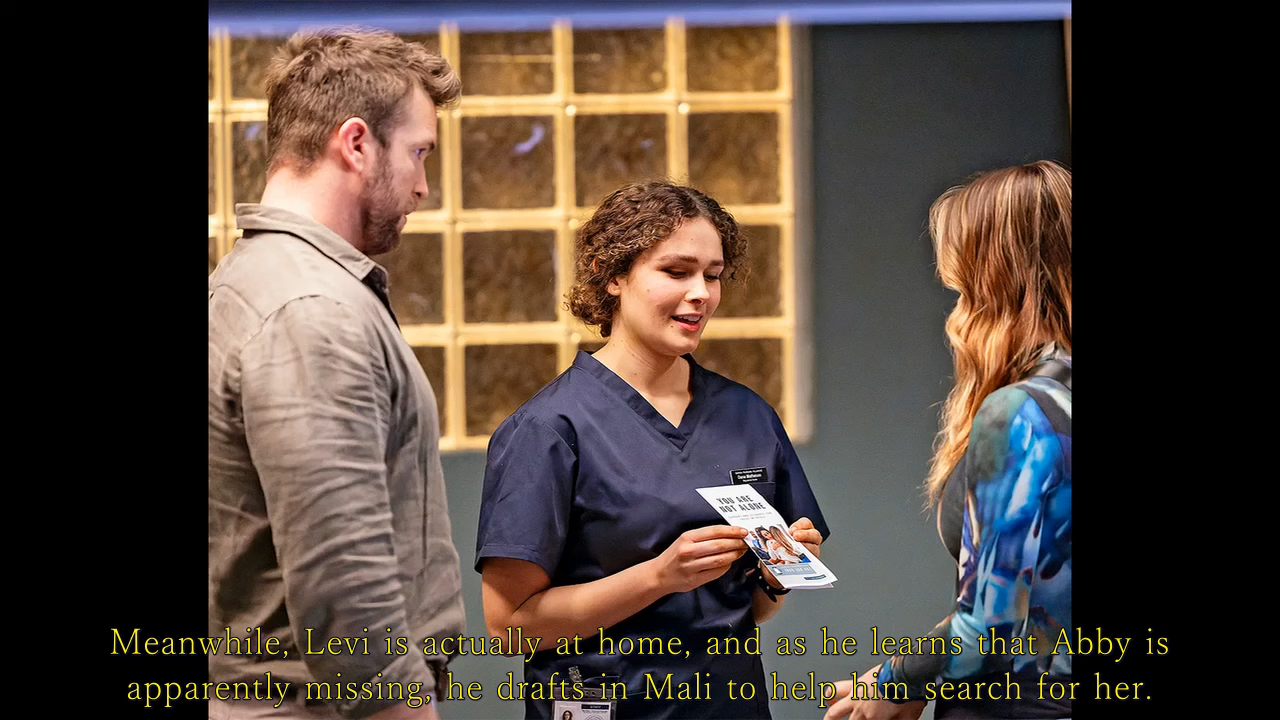 YOU ARE
NOT ALONE
Meanwhile, Levi is actually at home, and as he learns that Abby is
apparently missing, he drafts in Mali to help him search for her.